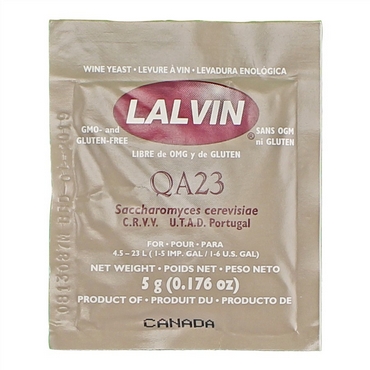 WINE YEAST • LEVURE À VIN • LEVADURA ENOLÓGICA
LALVIN®
GMO- and
GLUTEN-FREE
SANS OGM
ni GLUTEN
LIBRE de OMG y de GLUTEN
QA23
Saccharomyces cerevisiae
C.R.V.V. U.T.A.D. Portugal
FOR • POUR • PARA
4.5 – 23 L ( 1-5 IMP. GAL / 1-6 U.S. GAL)
NET WEIGHT • POIDS NET • PESO NETO
5 g (0.176 oz)
PRODUCT OF • PRODUIT DU • PRODUCTO DE
CANADA